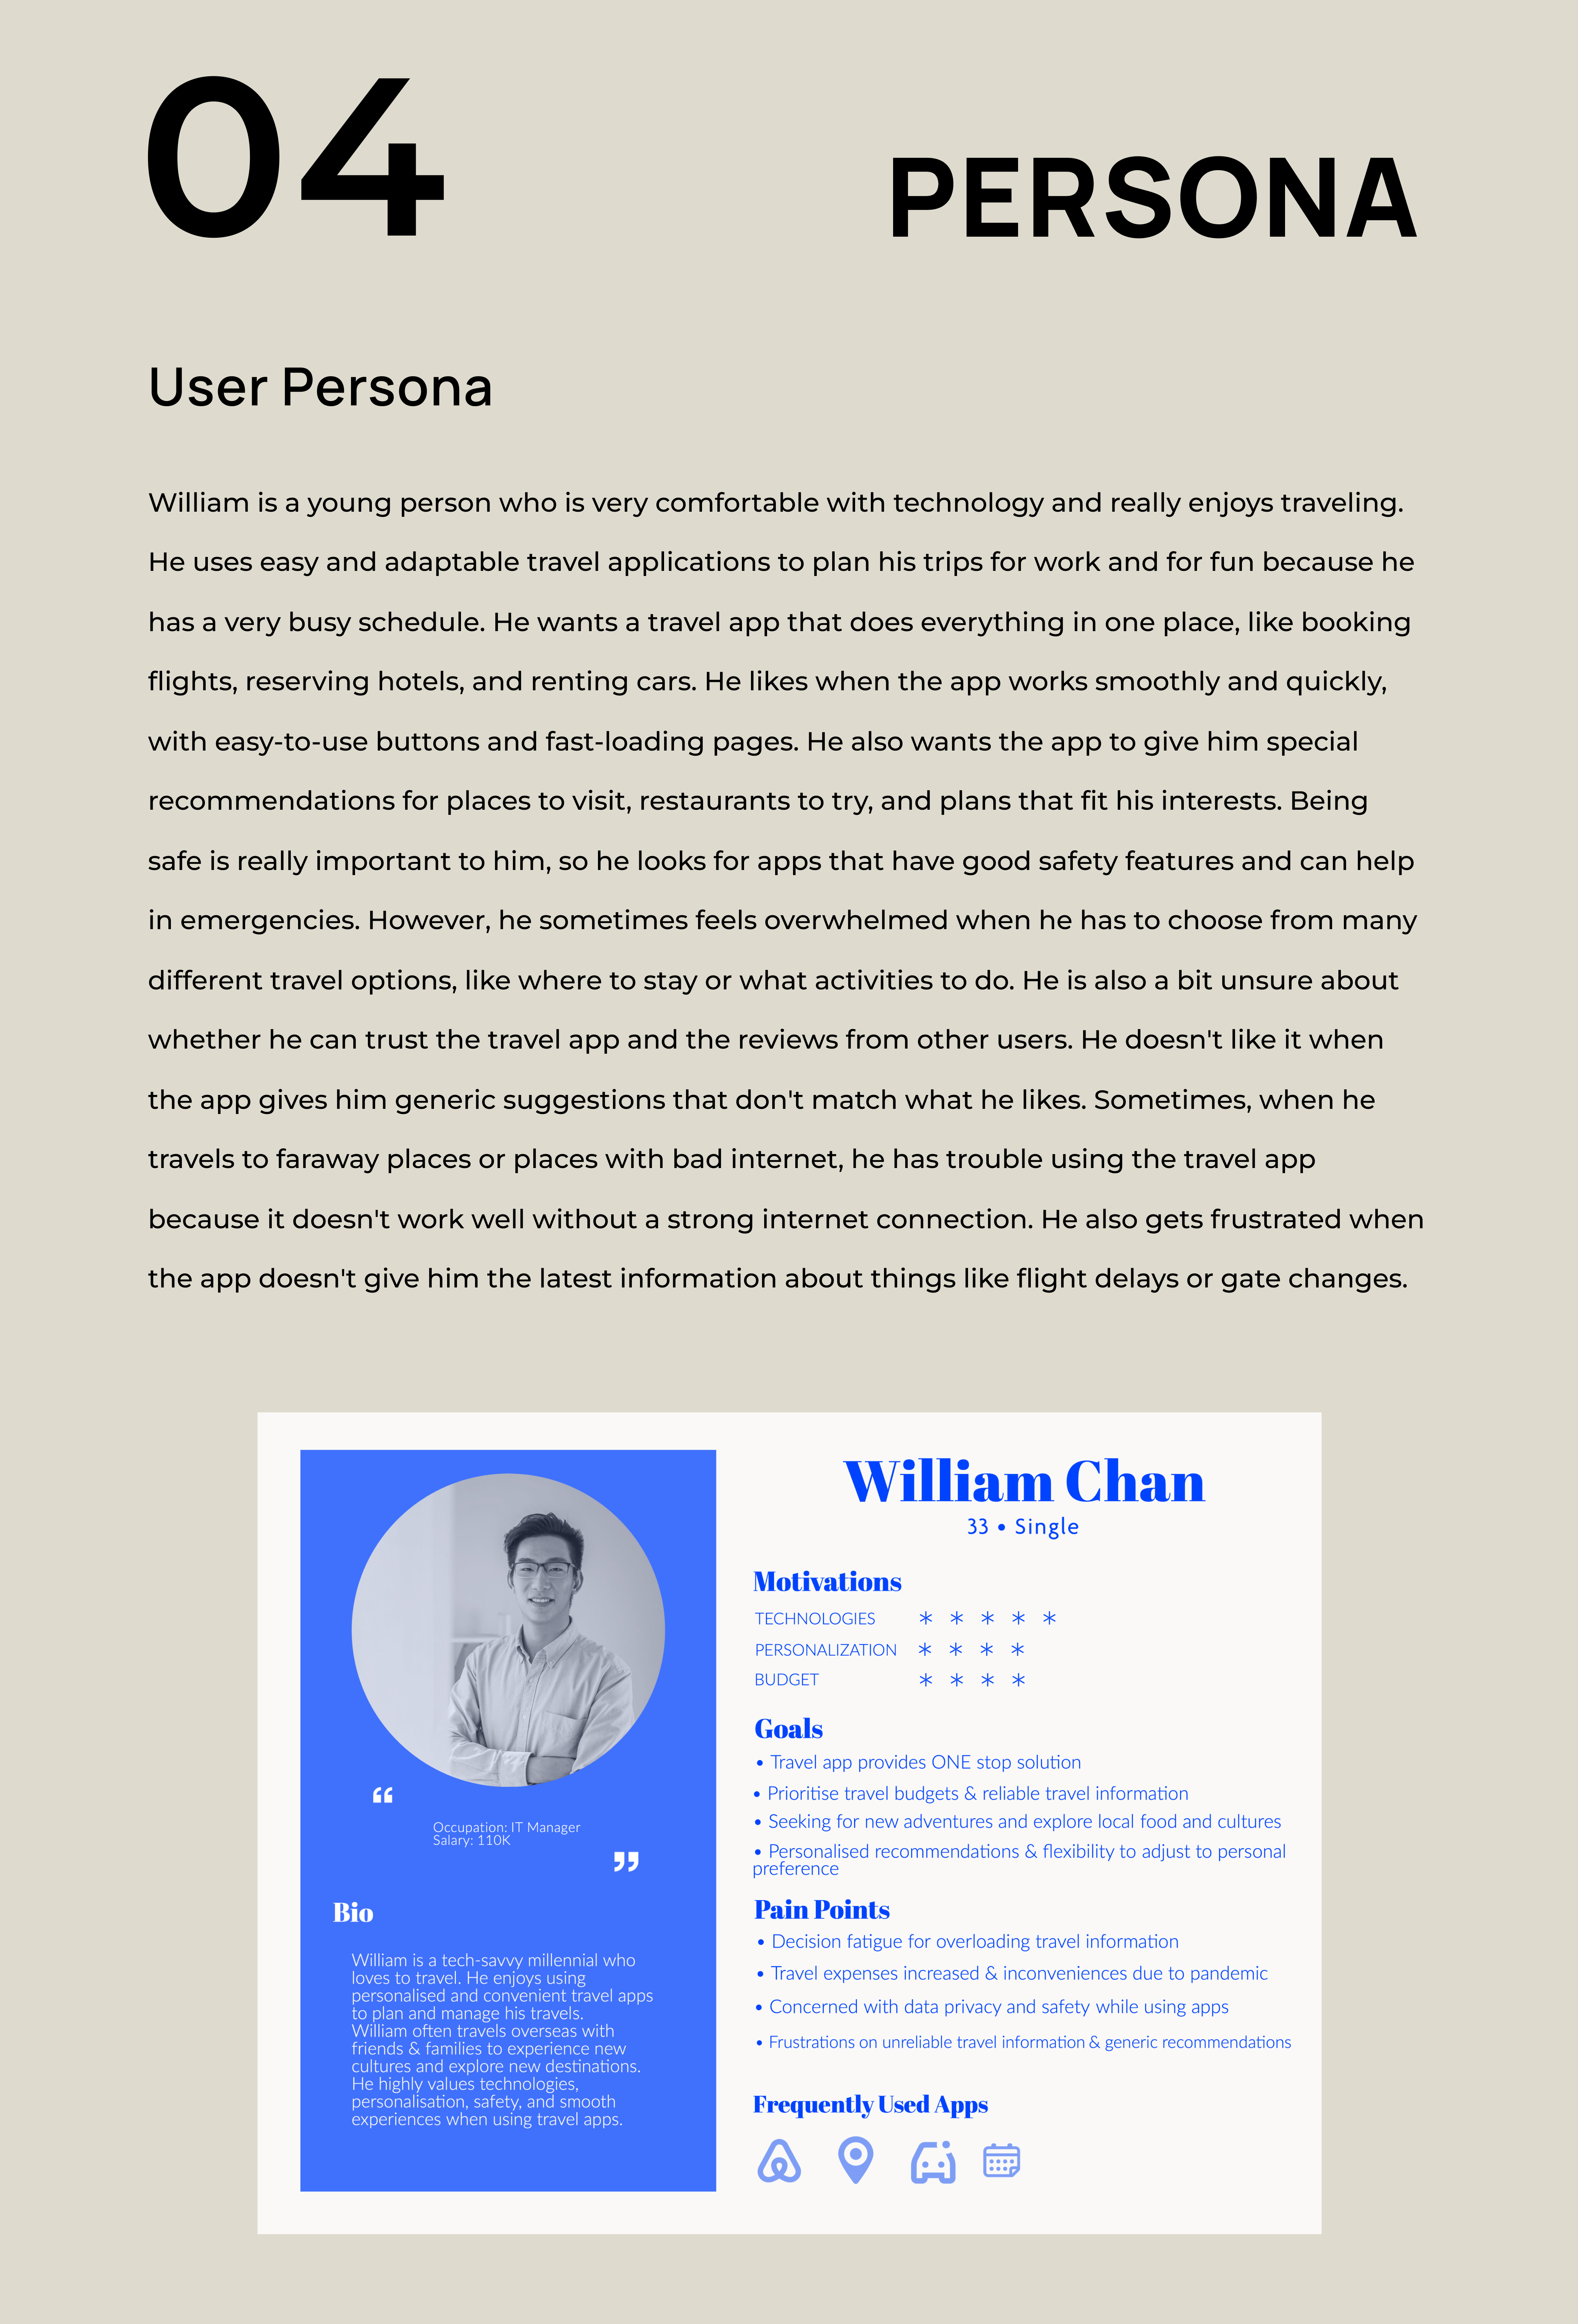 04
PERSONA
User Persona
William is a young person who is very comfortable with technology and really enjoys traveling.
He uses easy and adaptable travel applications to plan his trips for work and for fun because he
has a very busy schedule. He wants a travel app that does everything in one place, like booking
flights, reserving hotels, and renting cars. He likes when the app works smoothly and quickly,
with easy-to-use buttons and fast-loading pages. He also wants the app to give him special
recommendations for places to visit, restaurants to try, and plans that fit his interests. Being
safe is really important to him, so he looks for apps that have good safety features and can help
in emergencies. However, he sometimes feels overwhelmed when he has to choose from many
different travel options, like where to stay or what activities to do. He is also a bit unsure about
whether he can trust the travel app and the reviews from other users. He doesn't like it when
the app gives him generic suggestions that don't match what he likes. Sometimes, when he
travels to faraway places or places with bad internet, he has trouble using the travel app
because it doesn't work well without a strong internet connection. He also gets frustrated when
the app doesn't give him the latest information about things like flight delays or gate changes.
“
Occupation: IT Manager
Salary: 110K
”
Bio
William is a tech-savvy millennial who
loves to travel. He enjoys using
personalised and convenient travel apps
to plan and manage his travels.
William often travels overseas with
friends & families to experience new
cultures and explore new destinations.
He highly values technologies,
personalisation, safety, and smooth
experiences when using travel apps.
William Chan
33 • Single
Motivations
TECHNOLOGIES * * * * *
PERSONALIZATION * * * *
BUDGET * * * *
Goals
• Travel app provides ONE stop solution
• Prioritise travel budgets & reliable travel information
• Seeking for new adventures and explore local food and cultures
• Personalised recommendations & flexibility to adjust to personal
preference
Pain Points
• Decision fatigue for overloading travel information
• Travel expenses increased & inconveniences due to pandemic
• Concerned with data privacy and safety while using apps
• Frustrations on unreliable travel information & generic recommendations
Frequently Used Apps